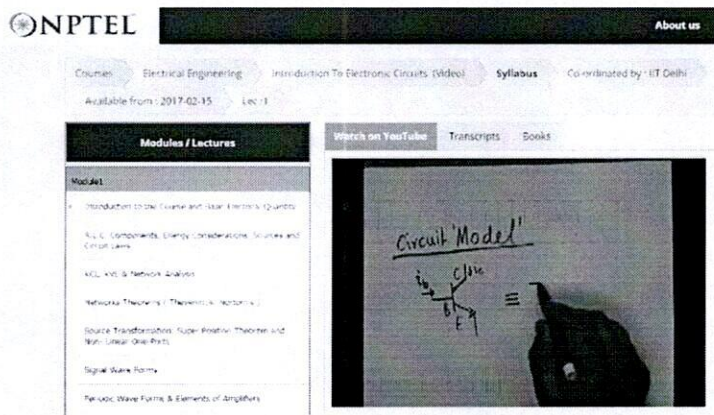 NPTEL
About us
Courses Electrical Engineering Introduction To Electronic Circuits (Video) Syllabus Co-ordinated by : IIT Delhi
Available from : 2017-02-15 Lec :1
Modules / Lectures
Watch on YouTube Transcripts Books
Module1
Introduction to the Course and Basic Electrical Quantity
R.L.C. Components, Energy Considerations, Sources and
Circuit Laws
KCL, KVL & Network Analysis
Networks Theorems ( Thevenin's, Norton's )
Source Transformation, Super Position Theorem and
Non- Linear One-Ports
Signal Wave Forms
Periodic Wave Forms & Elements of Amplifiers
Circuit 'Model'
ib
C
B
E
≡